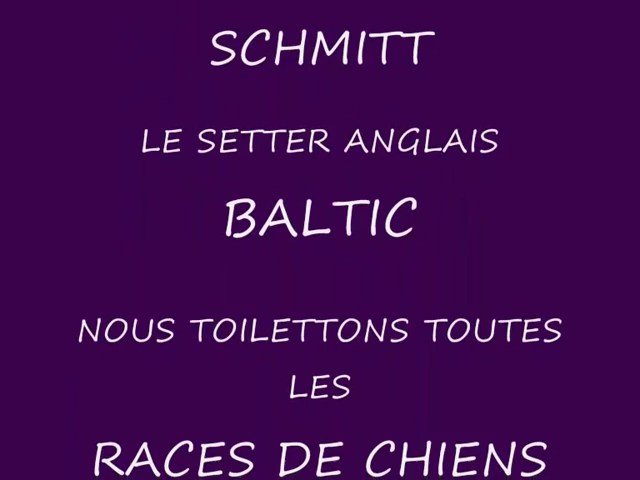 SCHMITT
LE SETTER ANGLAIS
BALTIC
NOUS TOILETTONS TOUTES
LES
RACES DE CHIENS